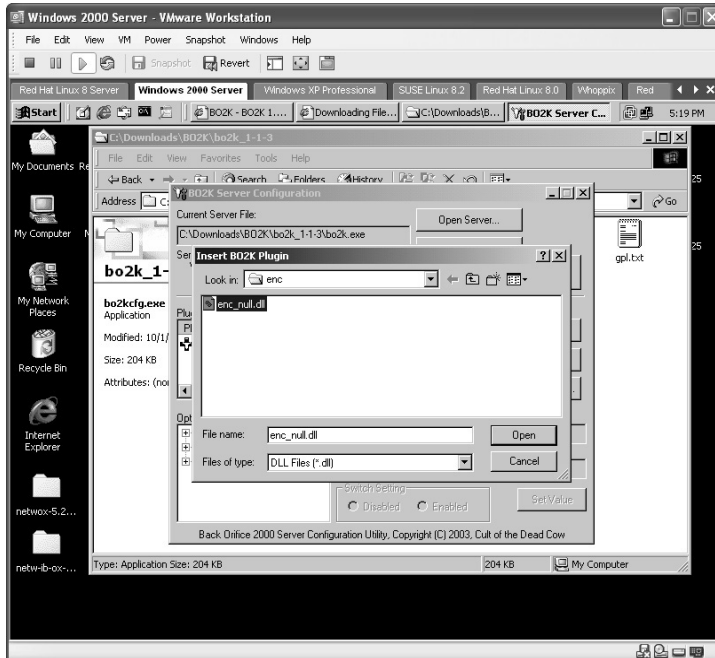 Windows 2000 Server - VMware Workstation
File Edit View VM Power Snapshot Windows Help
Snapshot Revert
Red Hat Linux 8 Server Windows 2000 Server Windows XP Professional SUSE Linux 8.2 Red Hat Linux 8.0 Whoppix Red
Start BO2K - BO2K 1.... Downloading File... C:\Downloads\B... BO2K Server C... 5:19 PM
My Documents
Re
My Computer
N
My Network
Places
Recycle Bin
Internet
Explorer
netwox-5.2...
netw-ib-ox-...
C:\Downloads\BO2K\bo2k_1-1-3
File Edit View Favorites Tools Help
Back Search Folders History
Address C:
Go
bo2k_1-
bo2kcfg.exe
Application
Modified: 10/1/
Size: 204 KB
Attributes: (nor
gpl.txt
25
25
BO2K Server Configuration
Current Server File:
C:\Downloads\BO2K\bo2k_1-1-3\bo2k.exe
Open Server...
Ser
Plu
Pl
Opt
Insert BO2K Plugin
Look in: enc
enc_null.dll
File name: enc_null.dll
Open
Files of type: DLL Files (*.dll)
Cancel
Switch Setting
Disabled Enabled
Set Value
Back Orifice 2000 Server Configuration Utility, Copyright (C) 2003, Cult of the Dead Cow
Type: Application Size: 204 KB 204 KB My Computer